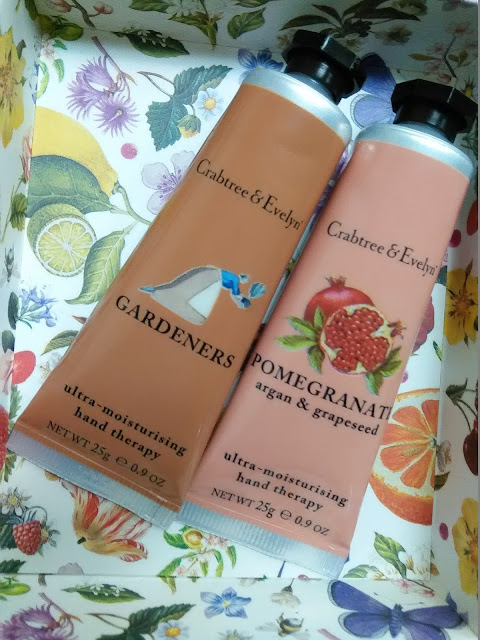 Crabtree & Evelyn
GARDENERS
ultra-moisturising
hand therapy
NET WT 25g e 0.9 OZ
Crabtree & Evelyn
POMEGRANAT
argan & grapeseed
ultra-moisturising
hand therapy
NET WT 25g e 0.9 OZ